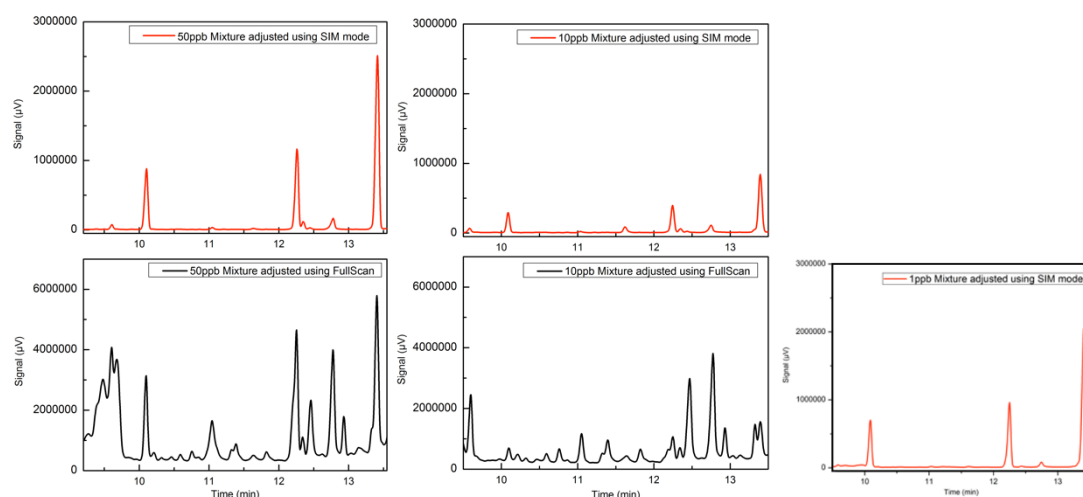 3000000
50ppb Mixture adjusted using SIM mode
2000000
Signal (µV)
1000000
0
10 11 12 13
3000000
10ppb Mixture adjusted using SIM mode
2000000
Signal (µV)
1000000
0
10 11 12 13
50ppb Mixture adjusted using FullScan
6000000
Signal (µV)
4000000
2000000
0
10 11 12 13
Time (min)
10ppb Mixture adjusted using FullScan
6000000
Signal (µV)
4000000
2000000
0
10 11 12 13
Time (min)
3000000
1ppb Mixture adjusted using SIM mode
2000000
Signal (µV)
1000000
0
10 11 12 13
Time (min)